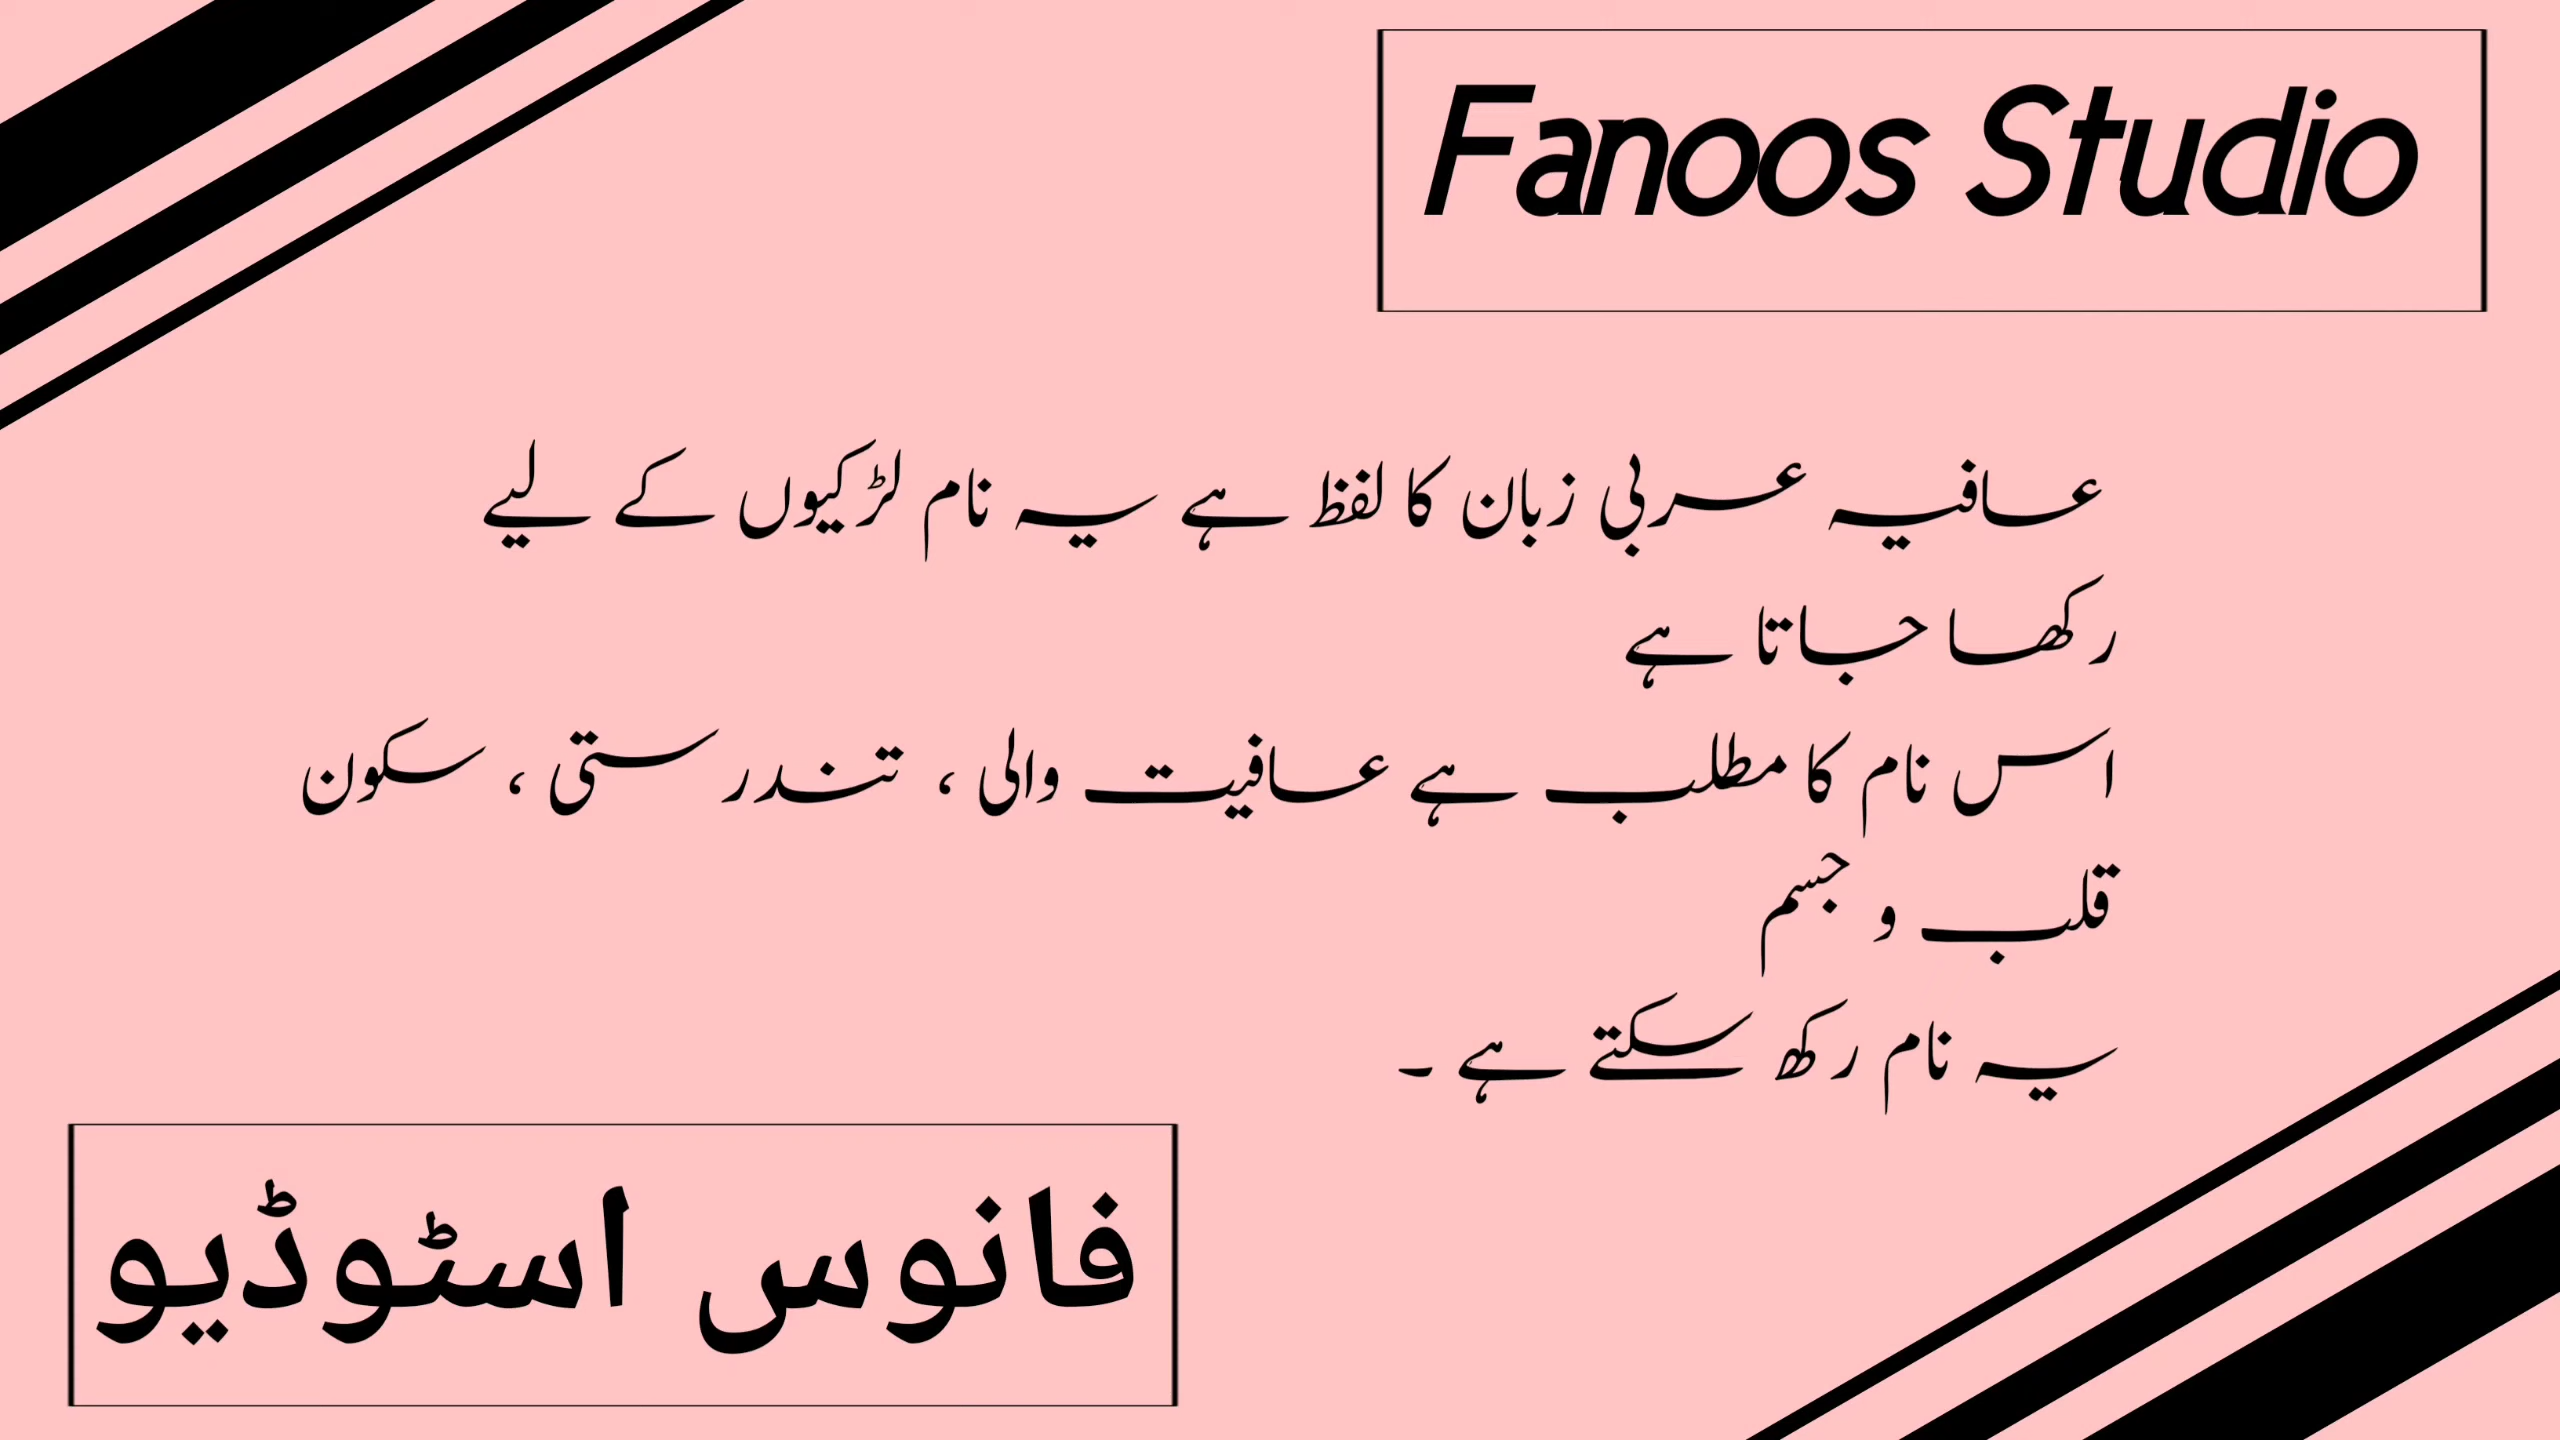 Fanoos Studio
عافیہ عربی زبان کا لفظ ہے یہ نام لڑکیوں کے لیے
رکھا جاتا ہے
اس نام کا مطلب ہے عافیت والی ، تندرستی ، سکون
قلب و جسم
یہ نام رکھ سکتے ہے ۔
فانوس اسٹوڈیو